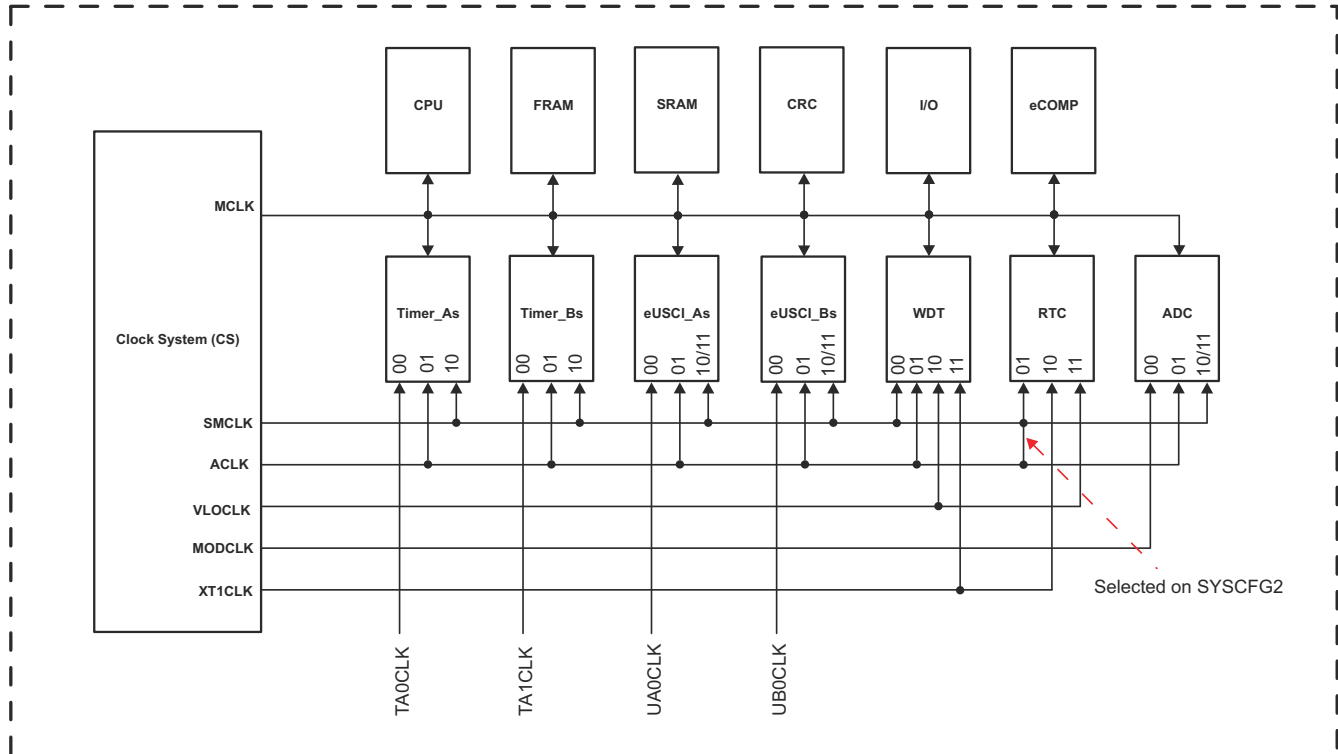 CPU
FRAM
SRAM
CRC
I/O
eCOMP
MCLK
Clock System (CS)
Timer_As
Timer_Bs
eUSCI_As
eUSCI_Bs
WDT
RTC
ADC
00
01
10
00
01
10
00
01
10/11
00
01
10/11
00
01
10
11
01
10
11
00
01
10/11
SMCLK
ACLK
VLOCLK
MODCLK
XT1CLK
Selected on SYSCFG2
TA0CLK
TA1CLK
UA0CLK
UB0CLK